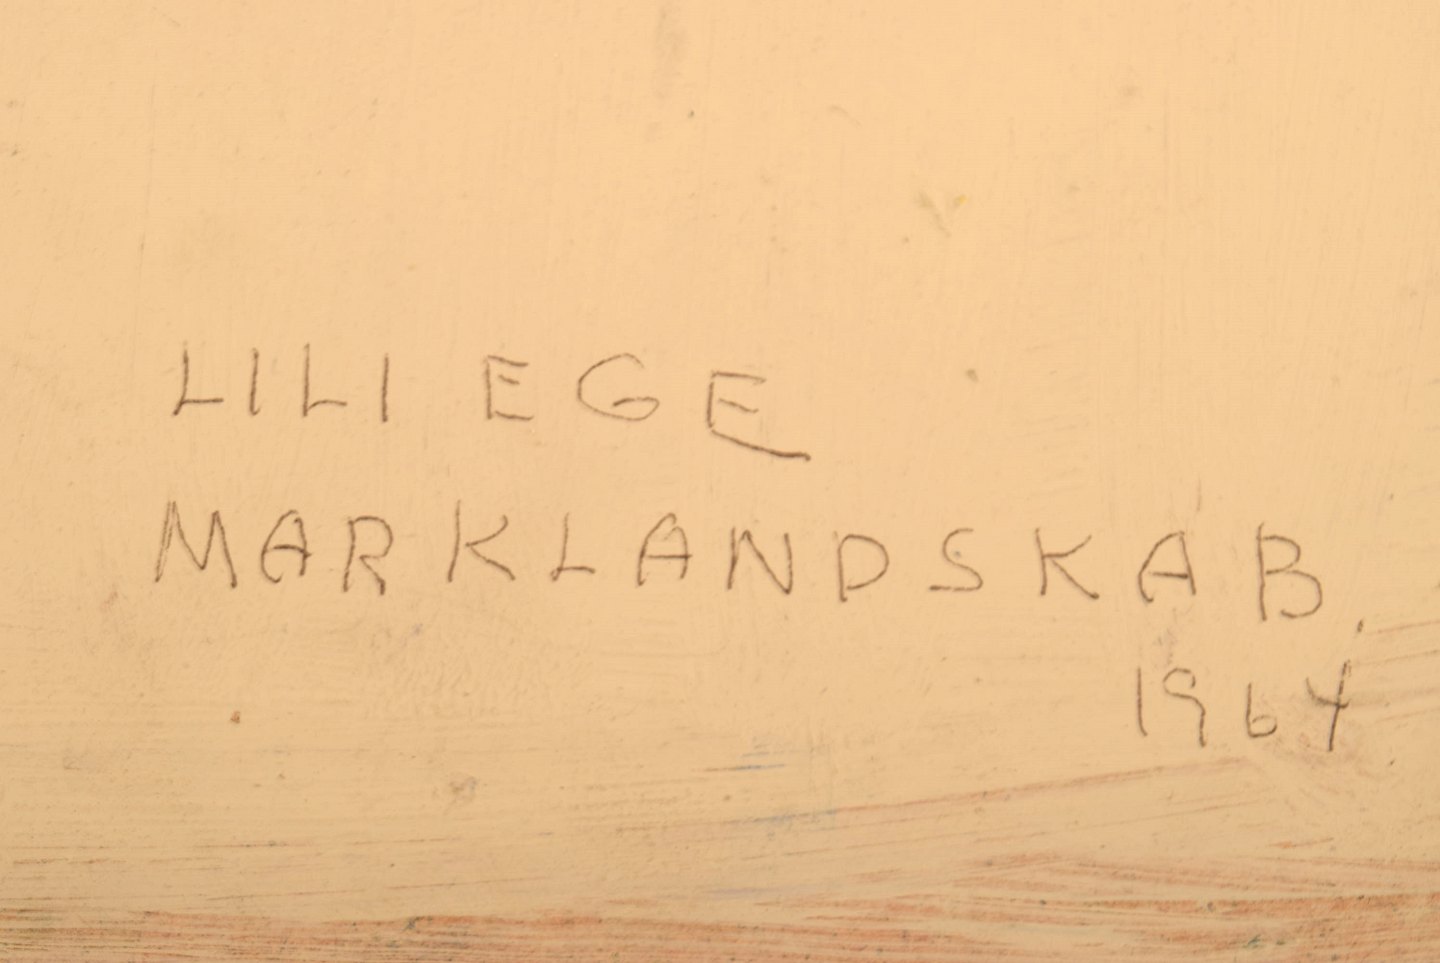 LILI EGE
MARKLANDSKAB.
1964